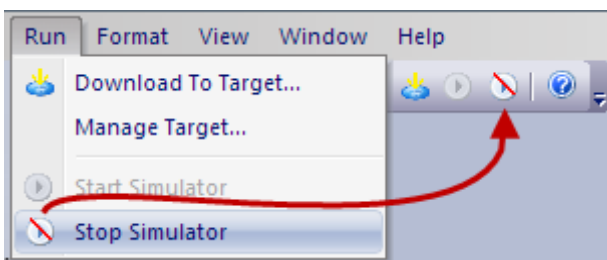 Run Format View Window Help
Download To Target...
Manage Target...
Start Simulator
Stop Simulator